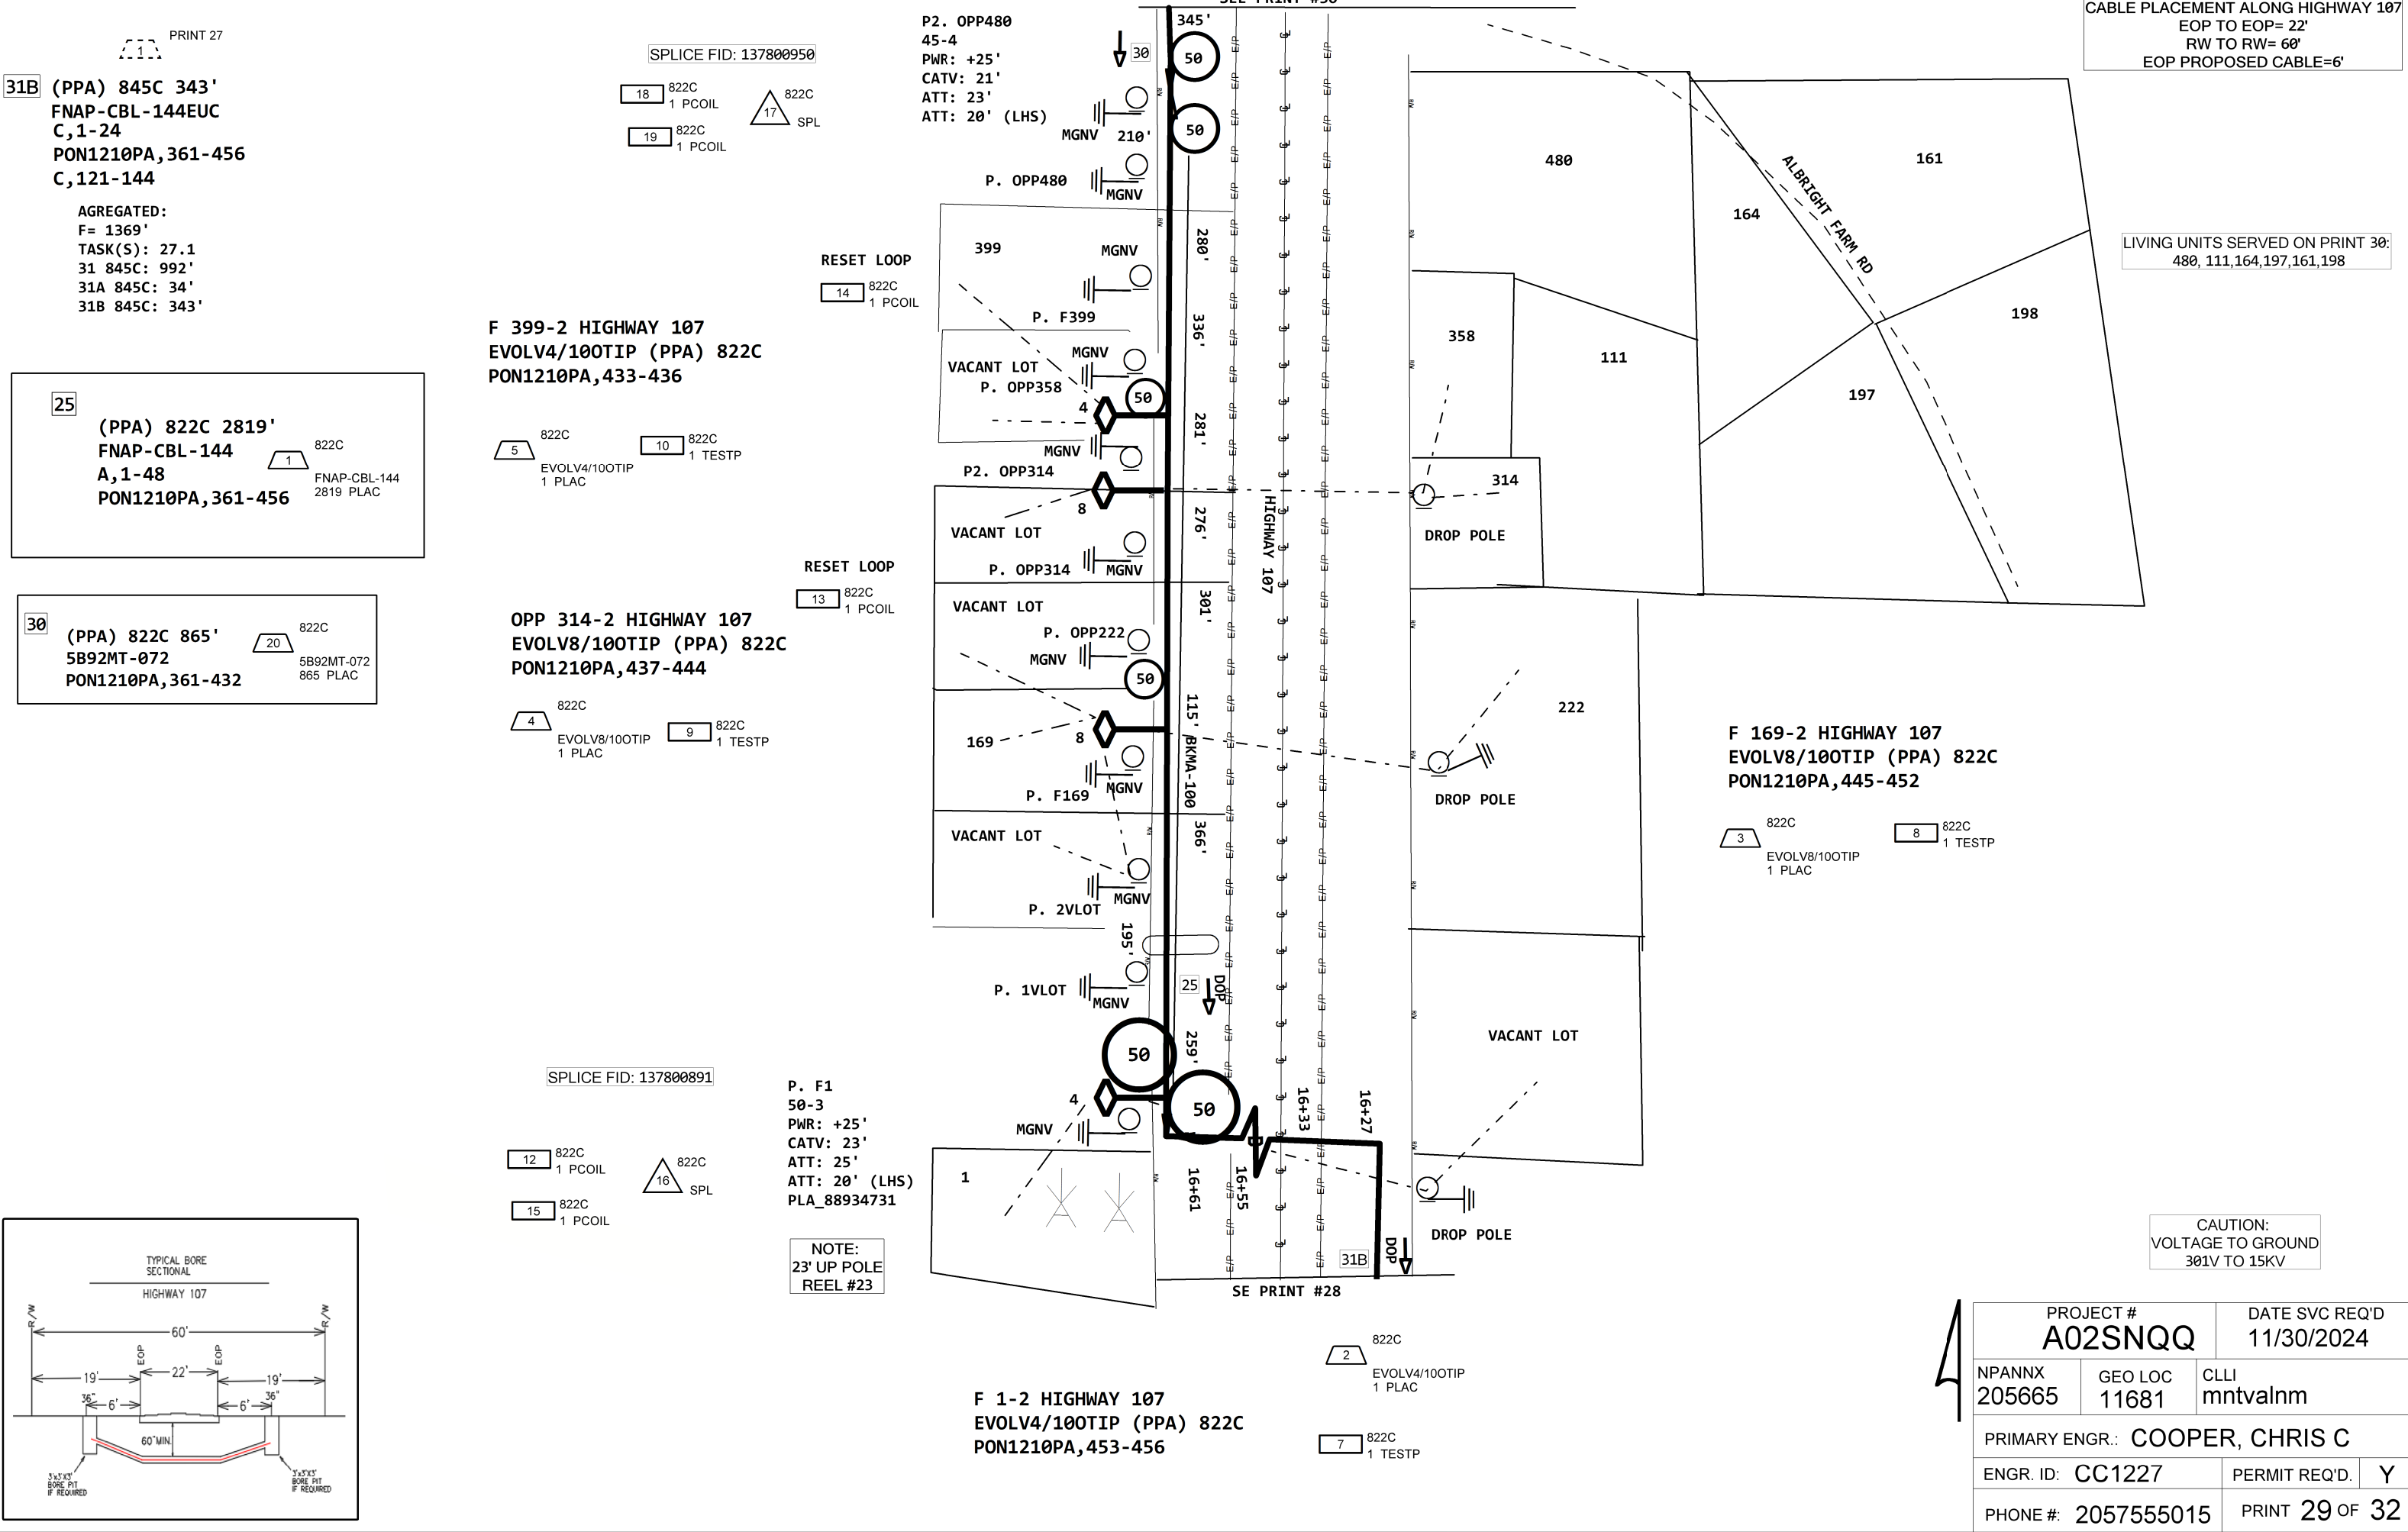 SEE PRINT #30
CABLE PLACEMENT ALONG HIGHWAY 107
EOP TO EOP= 22'
RW TO RW= 60'
EOP PROPOSED CABLE=6'
1
PRINT 27
31B
(PPA) 845C 343'
FNAP-CBL-144EUC
C,1-24
PON1210PA,361-456
C,121-144
AGREGATED:
F= 1369'
TASK(S): 27.1
31 845C: 992'
31A 845C: 34'
31B 845C: 343'
25
(PPA) 822C 2819'
FNAP-CBL-144
A,1-48
PON1210PA,361-456
1
822C
FNAP-CBL-144
2819 PLAC
30
(PPA) 822C 865'
5B92MT-072
PON1210PA,361-432
20
822C
5B92MT-072
865 PLAC
SPLICE FID: 137800950
18
822C
1 PCOIL
17
822C
SPL
19
822C
1 PCOIL
P2. OPP480
45-4
PWR: +25'
CATV: 21'
ATT: 23'
ATT: 20' (LHS)
30
345'
50
50
MGNV
210'
P. OPP480
MGNV
399
MGNV
280'
P. F399
336'
RESET LOOP
14
822C
1 PCOIL
F 399-2 HIGHWAY 107
EVOLV4/10OTIP (PPA) 822C
PON1210PA,433-436
5
822C
EVOLV4/10OTIP
1 PLAC
10
822C
1 TESTP
VACANT LOT
MGNV
P. OPP358
50
4
281'
MGNV
P2. OPP314
8
VACANT LOT
276'
P. OPP314
MGNV
RESET LOOP
13
822C
1 PCOIL
OPP 314-2 HIGHWAY 107
EVOLV8/10OTIP (PPA) 822C
PON1210PA,437-444
4
822C
EVOLV8/10OTIP
1 PLAC
9
822C
1 TESTP
VACANT LOT
301'
P. OPP222
MGNV
50
115'
BKMA-100
169
8
MGNV
P. F169
366'
VACANT LOT
MGNV
P. 2VLOT
195'
P. 1VLOT
MGNV
25
DOP
259'
50
50
4
MGNV
1
HIGHWAY 107
480
161
164
ALBRIGHT FARM RD
358
111
198
197
314
DROP POLE
222
DROP POLE
VACANT LOT
DROP POLE
LIVING UNITS SERVED ON PRINT 30:
480, 111,164,197,161,198
F 169-2 HIGHWAY 107
EVOLV8/10OTIP (PPA) 822C
PON1210PA,445-452
3
822C
EVOLV8/10OTIP
1 PLAC
8
822C
1 TESTP
SPLICE FID: 137800891
12
822C
1 PCOIL
16
822C
SPL
15
822C
1 PCOIL
P. F1
50-3
PWR: +25'
CATV: 23'
ATT: 25'
ATT: 20' (LHS)
PLA_88934731
NOTE:
23' UP POLE
REEL #23
16+33
16+27
16+61
16+55
31B
DOP
SE PRINT #28
F 1-2 HIGHWAY 107
EVOLV4/10OTIP (PPA) 822C
PON1210PA,453-456
2
822C
EVOLV4/10OTIP
1 PLAC
7
822C
1 TESTP
TYPICAL BORE
SECTIONAL
HIGHWAY 107
R/W
R/W
60'
EOP
EOP
19'
22'
19'
36"
6'
6'
36"
60"MIN.
3'x3'X3'
BORE PIT
IF REQUIRED
3'x3'X3'
BORE PIT
IF REQUIRED
CAUTION:
VOLTAGE TO GROUND
301V TO 15KV
PROJECT #
A02SNQQ
DATE SVC REQ'D
11/30/2024
NPANNX
205665
GEO LOC
11681
CLLI
mntvalnm
PRIMARY ENGR.: COOPER, CHRIS C
ENGR. ID: CC1227
PERMIT REQ'D. Y
PHONE #: 2057555015
PRINT 29 OF 32